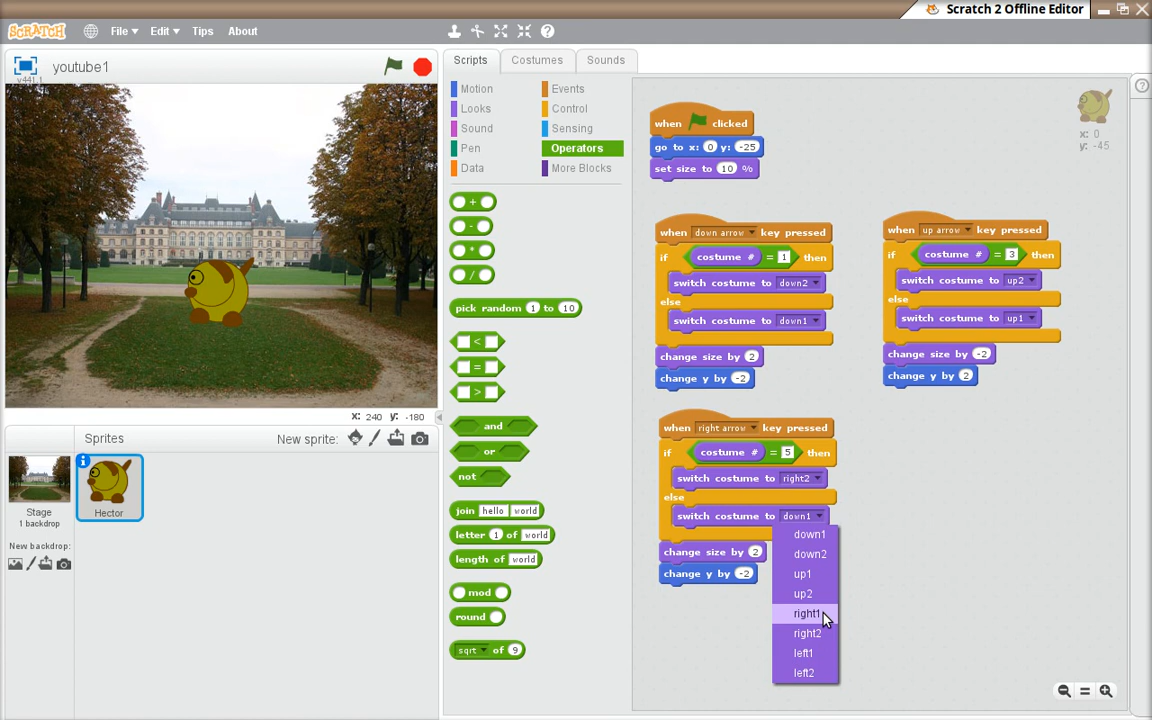 Scratch 2 Offline Editor
SCRATCH File Edit Tips About
youtube1
v441.1
Scripts Costumes Sounds
Motion Events
Looks Control
Sound Sensing
Pen Operators
Data More Blocks
+
-
*
/
pick random 1 to 10
<
=
>
and
or
not
join hello world
letter 1 of world
length of world
mod
round
sqrt of 9
x: 240 y: -180
Sprites New sprite:
Stage
1 backdrop
New backdrop:
i
Hector
when clicked
go to x: 0 y: -25
set size to 10 %
when down arrow key pressed
if costume # = 1 then
switch costume to down2
else
switch costume to down1
change size by 2
change y by -2
when up arrow key pressed
if costume # = 3 then
switch costume to up2
else
switch costume to up1
change size by -2
change y by 2
when right arrow key pressed
if costume # = 5 then
switch costume to right2
else
switch costume to down1
change size by 2
change y by -2
down1
down2
up1
up2
right1
right2
left1
left2
x: 0
y: -45
?